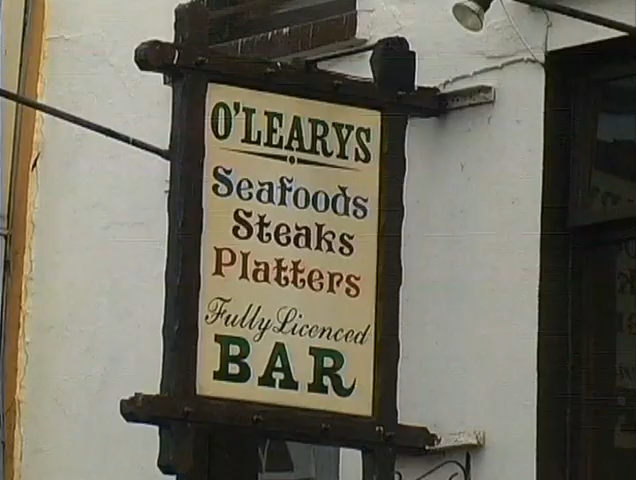 O'LEARYS
Seafoods
Steaks
Platters
Fully Licenced
BAR